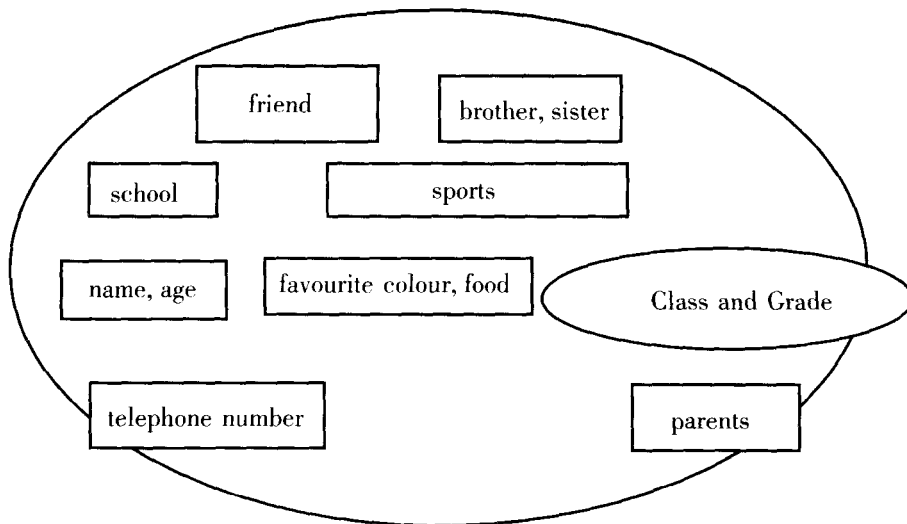 friend
brother, sister
school
sports
name, age
favourite colour, food
Class and Grade
telephone number
parents